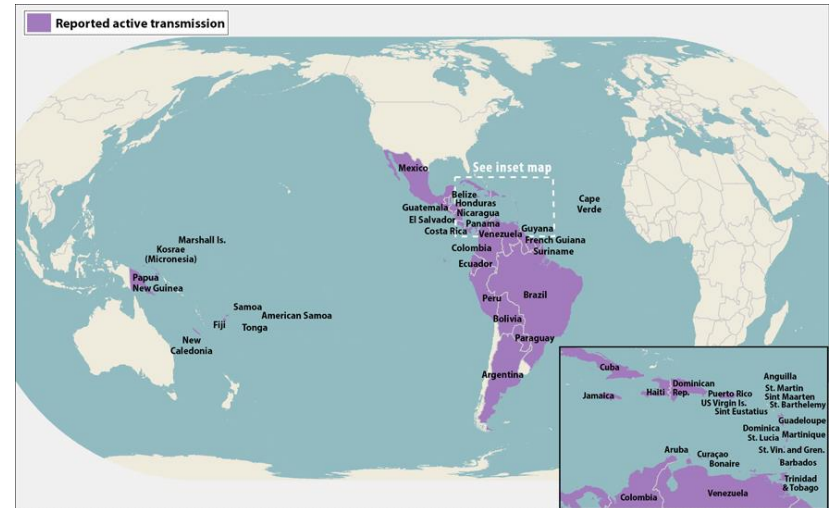 Reported active transmission
See inset map
Mexico
Belize
Honduras
Guatemala
Nicaragua
El Salvador
Panama
Costa Rica
Venezuela
Guyana
French Guiana
Suriname
Colombia
Ecuador
Peru
Brazil
Bolivia
Paraguay
Argentina
Cape
Verde
Marshall Is.
Kosrae
(Micronesia)
Papua
New Guinea
Samoa
American Samoa
Fiji
Tonga
New
Caledonia
Cuba
Jamaica
Haiti
Dominican
Rep.
Puerto Rico
US Virgin Is.
Sint Eustatius
Anguilla
St. Martin
Sint Maarten
St. Barthelemy
Guadeloupe
Dominica
Martinique
St. Lucia
St. Vin. and Gren.
Barbados
Aruba
Curaçao
Bonaire
Trinidad
& Tobago
Colombia
Venezuela